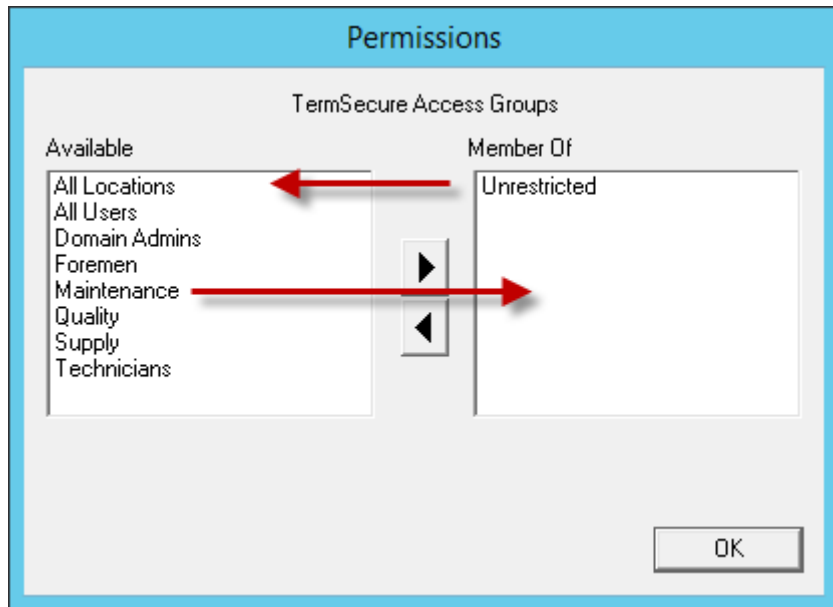 Permissions
TermSecure Access Groups
Available
Member Of
All Locations
All Users
Domain Admins
Foremen
Maintenance
Quality
Supply
Technicians
Unrestricted
OK